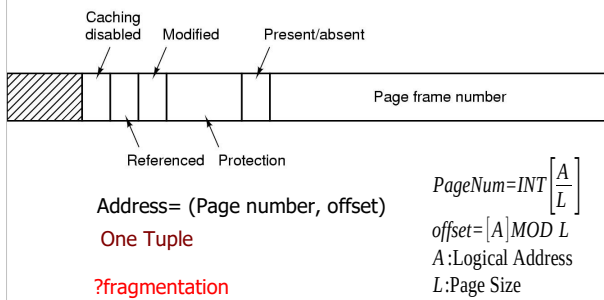 Caching
disabled
Modified
Present/absent
Page frame number
Referenced
Protection
Address= (Page number, offset)
One Tuple
?fragmentation
PageNum=INT[A/L]
offset=[A]MOD L
A:Logical Address
L:Page Size